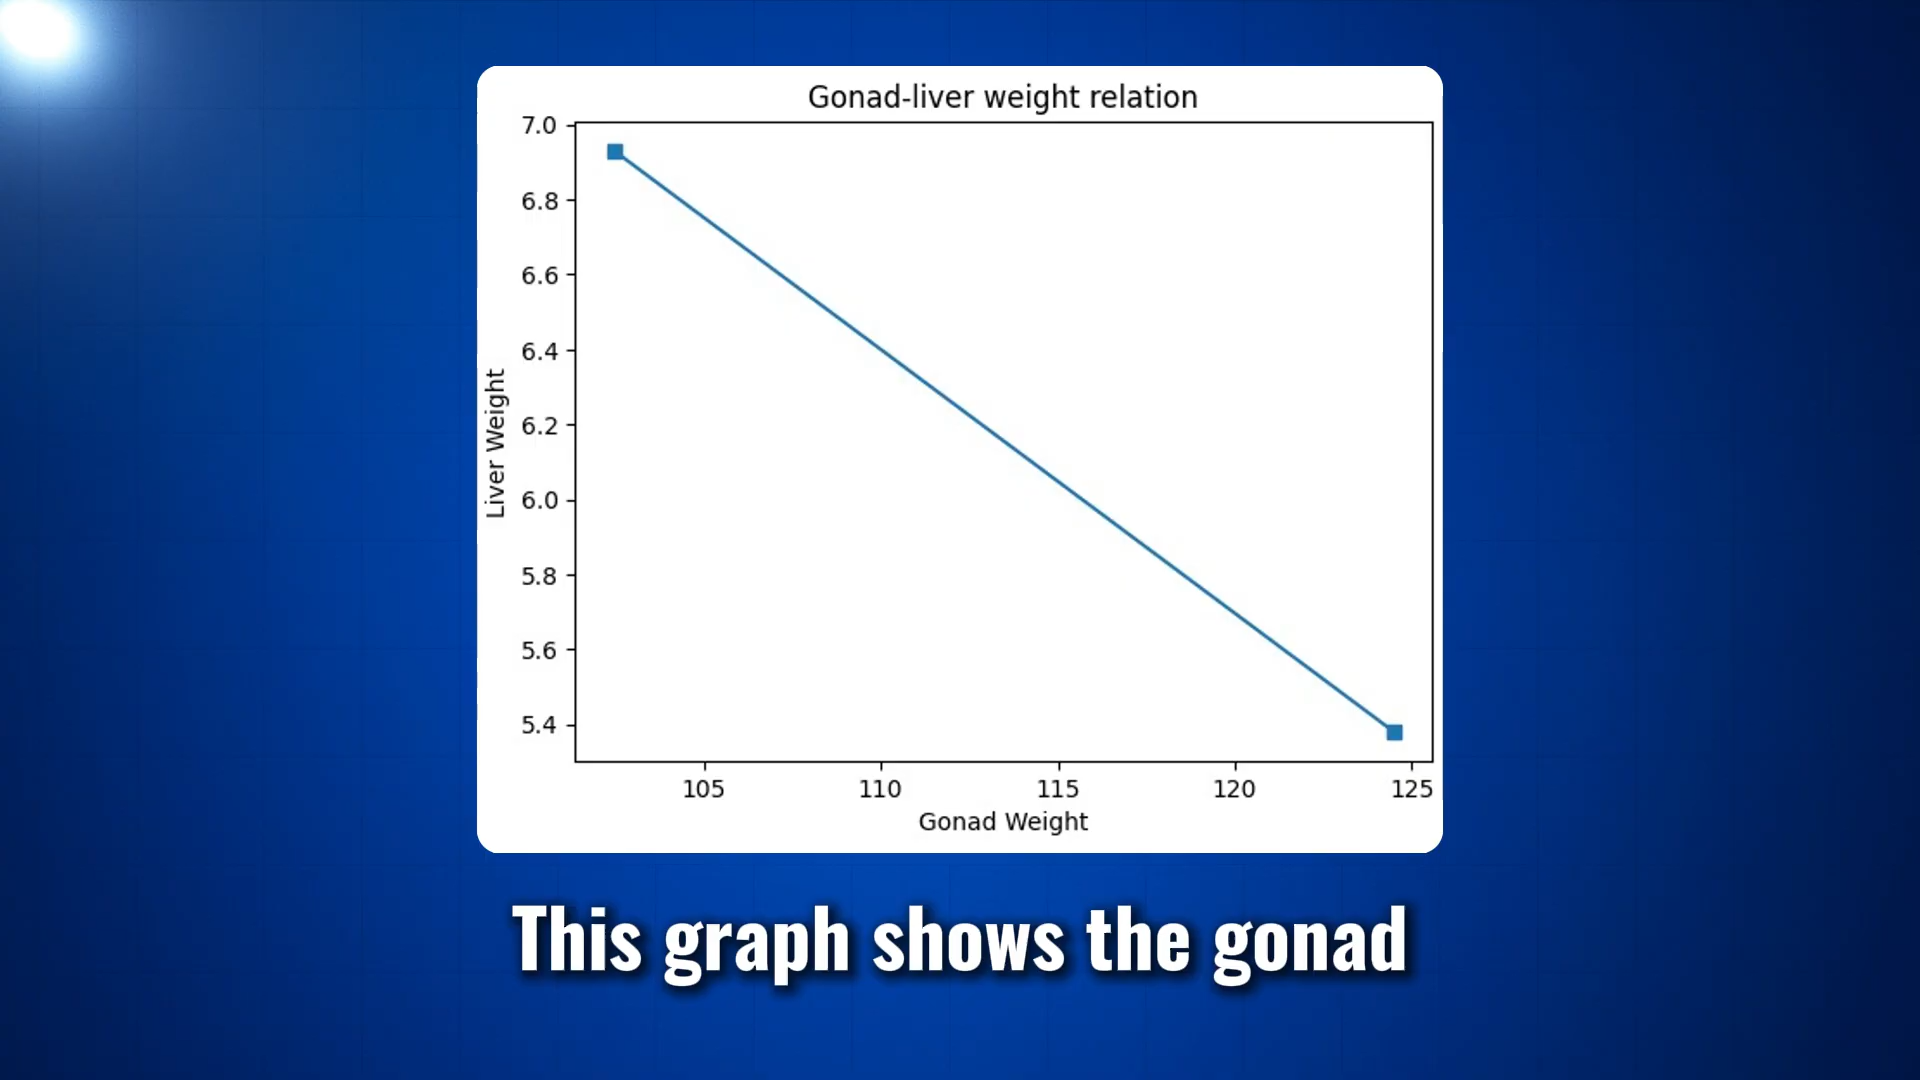 Gonad-liver weight relation
7.0
6.8
6.6
6.4
6.2
6.0
5.8
5.6
5.4
Liver Weight
105 110 115 120 125
Gonad Weight
This graph shows the gonad